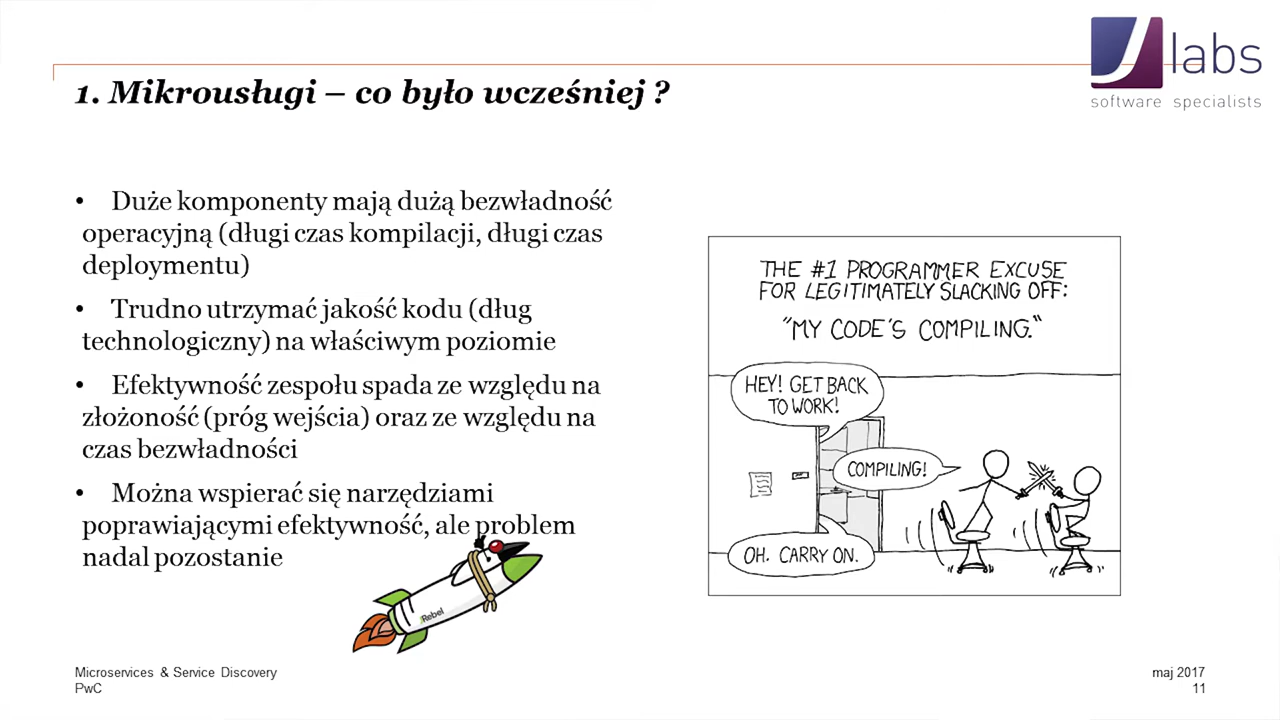 J labs
software specialists
1. Mikrousługi – co było wcześniej ?
• Duże komponenty mają dużą bezwładność
operacyjną (długi czas kompilacji, długi czas
deploymentu)
• Trudno utrzymać jakość kodu (dług
technologiczny) na właściwym poziomie
• Efektywność zespołu spada ze względu na
złożoność (próg wejścia) oraz ze względu na
czas bezwładności
• Można wspierać się narzędziami
poprawiającymi efektywność, ale problem
nadal pozostanie
JRebel
THE #1 PROGRAMMER EXCUSE
FOR LEGITIMATELY SLACKING OFF:
"MY CODE'S COMPILING."
HEY! GET BACK
TO WORK!
COMPILING!
OH. CARRY ON.
Microservices & Service Discovery
PwC
maj 2017
11